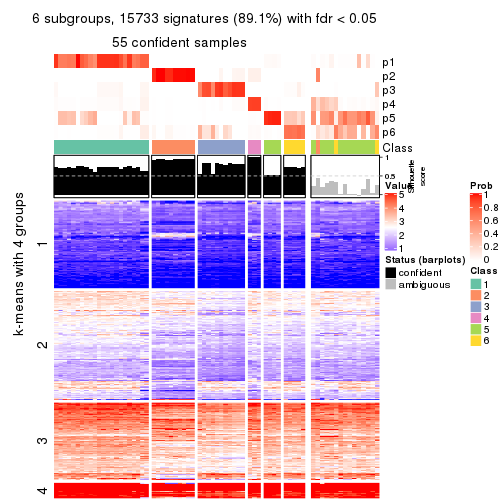 6 subgroups, 15733 signatures (89.1%) with fdr < 0.05
55 confident samples
p1
p2
p3
p4
p5
p6
Class
1
0.5
Silhouette
score
k-means with 4 groups
1
2
3
4
Value
5
4
3
2
1
Status (barplots)
confident
ambiguous
Prob
1
0.8
0.6
0.4
0.2
0
Class
1
2
3
4
5
6